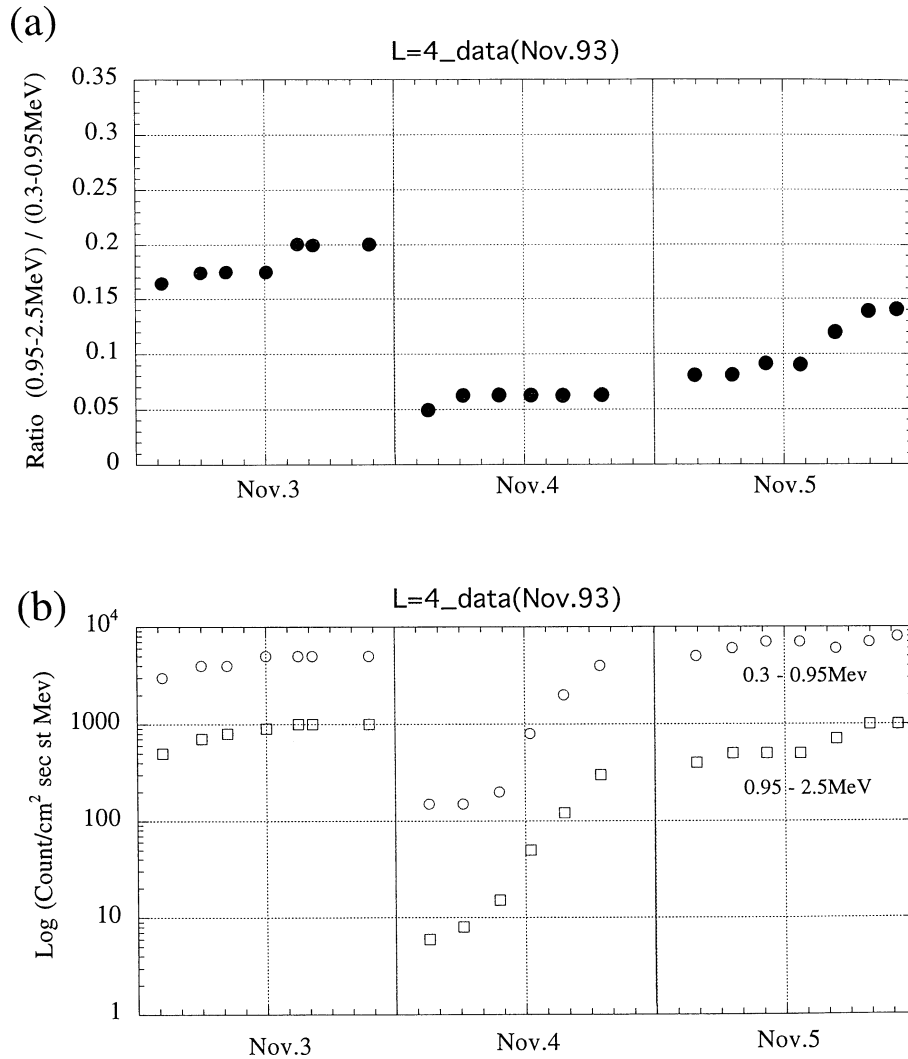 (a)
L=4_data(Nov.93)
Ratio (0.95-2.5MeV) / (0.3-0.95MeV)
0.35
0.3
0.25
0.2
0.15
0.1
0.05
0
Nov.3 Nov.4 Nov.5
(b)
L=4_data(Nov.93)
Log (Count/cm² sec st Mev)
10⁴
1000
100
10
1
0.3 - 0.95Mev
0.95 - 2.5MeV
Nov.3 Nov.4 Nov.5